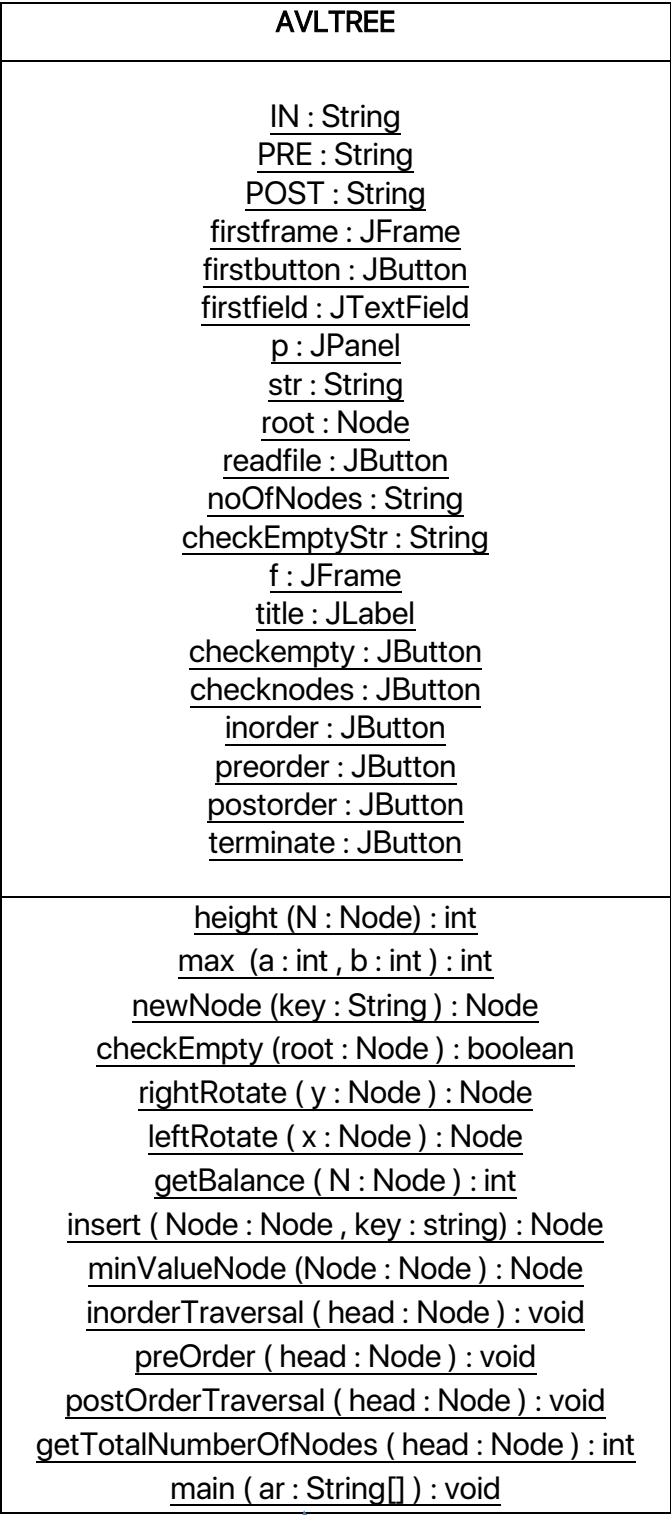 AVLTREE
IN : String
PRE : String
POST : String
firstframe : JFrame
firstbutton : JButton
firstfield : JTextField
p : JPanel
str : String
root : Node
readfile : JButton
noOfNodes : String
checkEmptyStr : String
f : JFrame
title : JLabel
checkempty : JButton
checknodes : JButton
inorder : JButton
preorder : JButton
postorder : JButton
terminate : JButton
height (N : Node) : int
max  (a : int , b : int ) : int
newNode (key : String ) : Node
checkEmpty (root : Node ) : boolean
rightRotate ( y : Node ) : Node
leftRotate ( x : Node ) : Node
getBalance ( N : Node ) : int
insert ( Node : Node , key : string) : Node
minValueNode (Node : Node ) : Node
inorderTraversal ( head : Node ) : void
preOrder ( head : Node ) : void
postOrderTraversal ( head : Node ) : void
getTotalNumberOfNodes ( head : Node ) : int
main ( ar : String[] ) : void